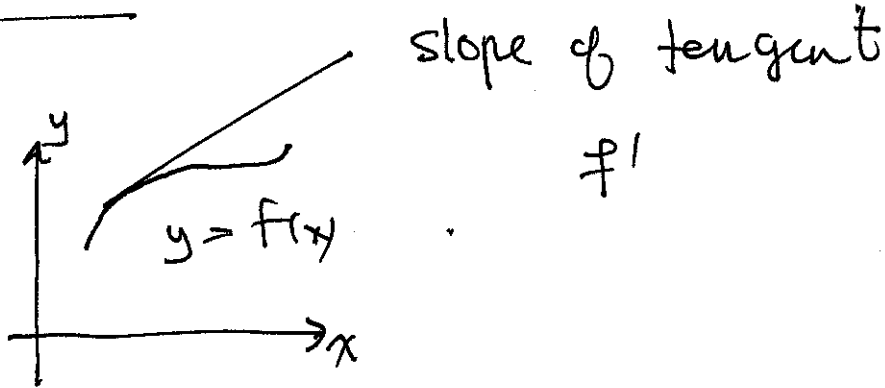 slope of tengent
f'
y
y = f(x)
x